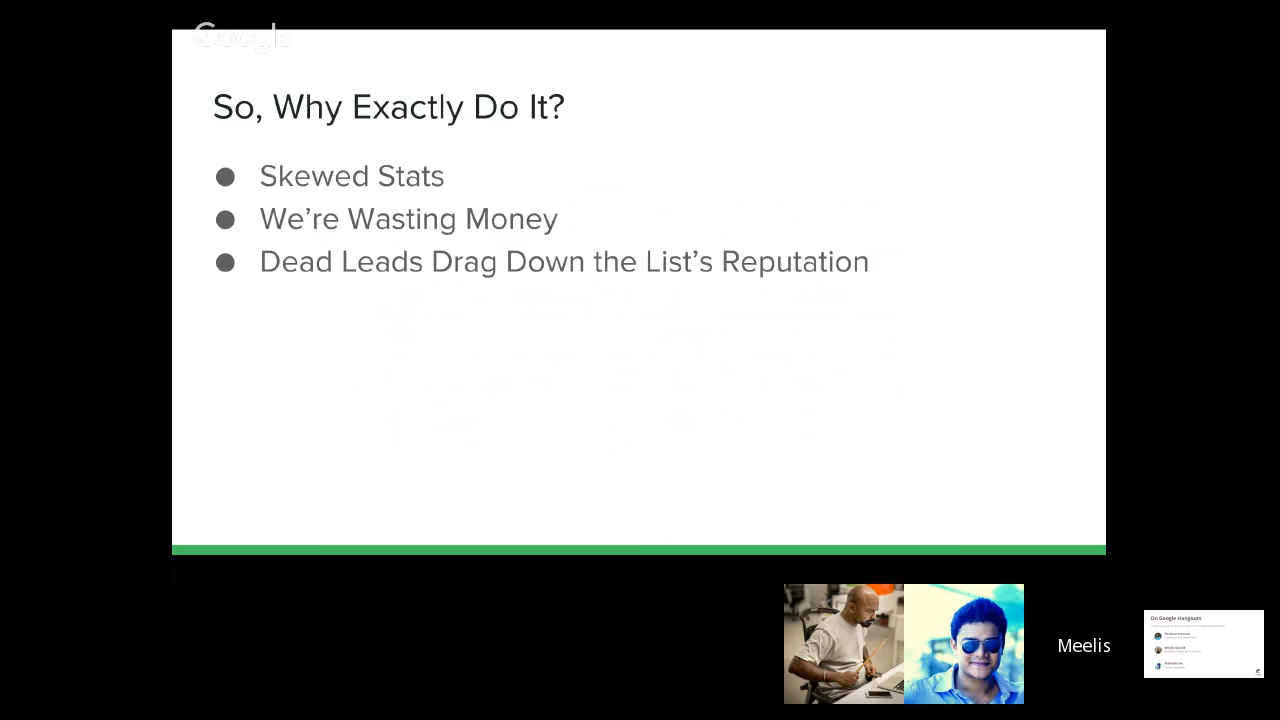 Google
So, Why Exactly Do It?
● Skewed Stats
● We're Wasting Money
● Dead Leads Drag Down the List's Reputation
Meelis
On Google Hangouts